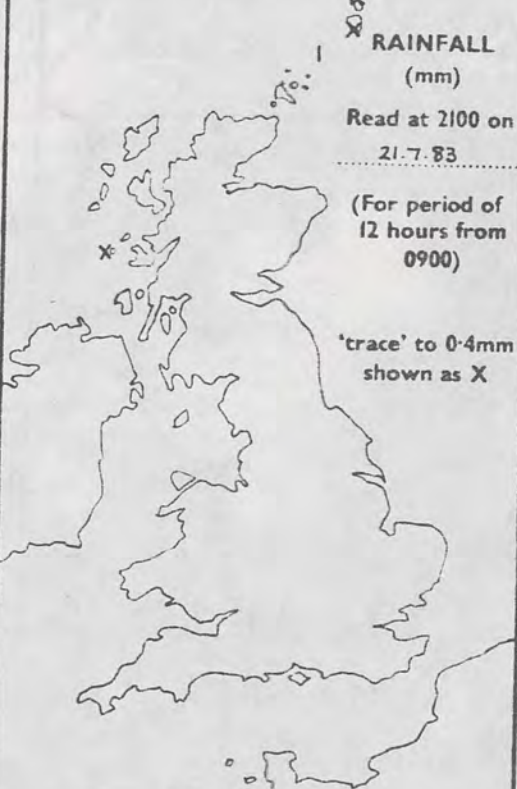 X
RAINFALL
1
(mm)
Read at 2100 on
21.7.83
(For period of
12 hours from
0900)
X
'trace' to 0·4mm
shown as X